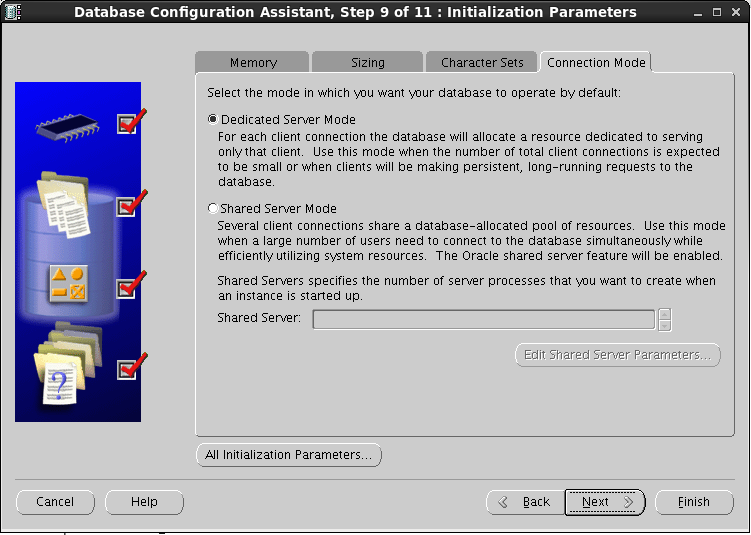 Database Configuration Assistant, Step 9 of 11 : Initialization Parameters
Memory
Sizing
Character Sets
Connection Mode
Select the mode in which you want your database to operate by default:
Dedicated Server Mode
For each client connection the database will allocate a resource dedicated to serving
only that client.  Use this mode when the number of total client connections is expected
to be small or when clients will be making persistent, long-running requests to the
database.
Shared Server Mode
Several client connections share a database-allocated pool of resources.  Use this mode
when a large number of users need to connect to the database simultaneously while
efficiently utilizing system resources.  The Oracle shared server feature will be enabled.
Shared Servers specifies the number of server processes that you want to create when
an instance is started up.
Shared Server:
Edit Shared Server Parameters...
?
All Initialization Parameters...
Cancel
Help
Back
Next
Finish